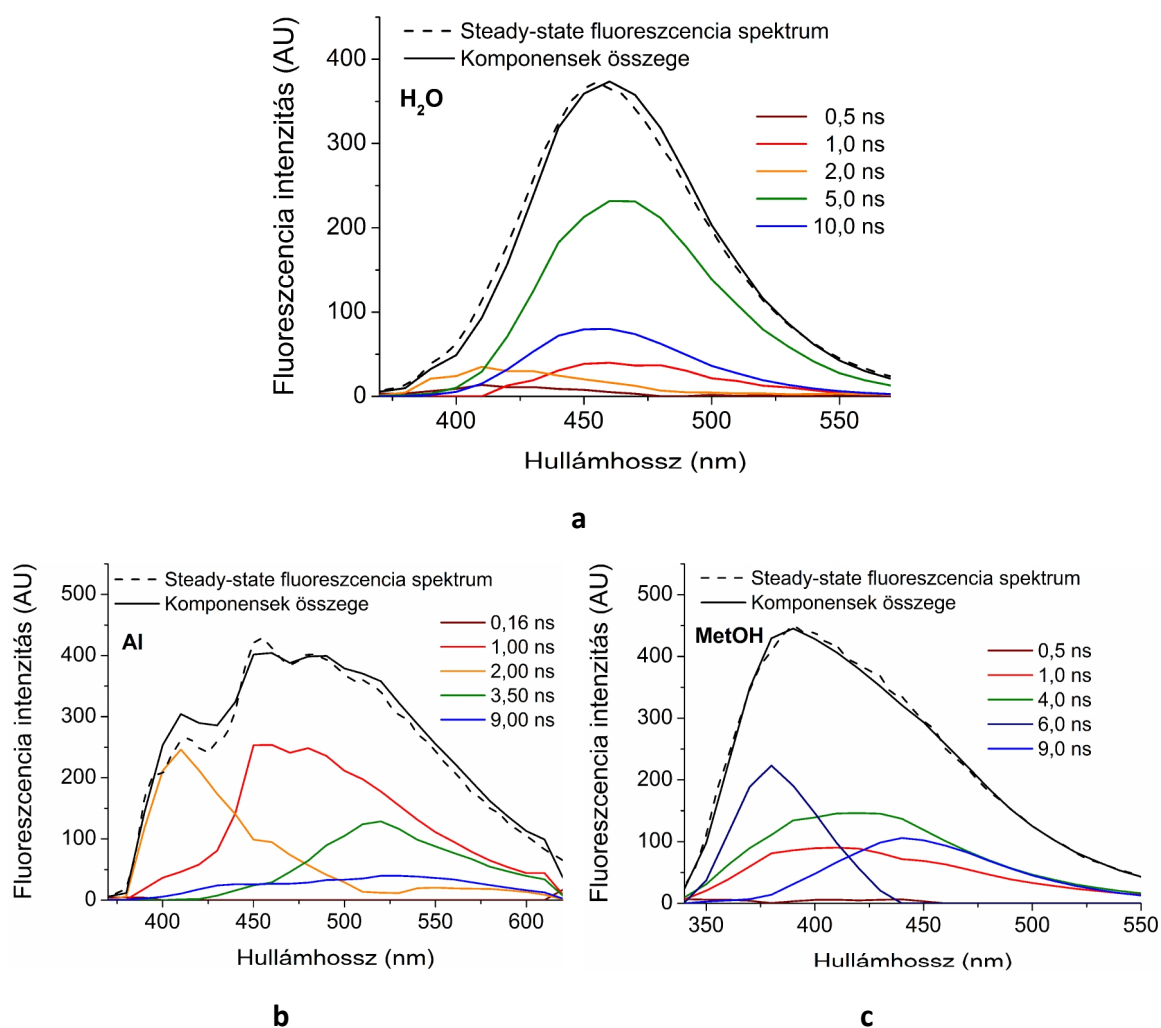 Steady-state fluoreszcencia spektrum
Komponensek összege
H2O
0,5 ns
1,0 ns
2,0 ns
5,0 ns
10,0 ns
Fluoreszcencia intenzitás (AU)
400
300
200
100
0
400 450 500 550
Hullámhossz (nm)
a
Steady-state fluoreszcencia spektrum
Komponensek összege
Al
0,16 ns
1,00 ns
2,00 ns
3,50 ns
9,00 ns
Fluoreszcencia intenzitás (AU)
500
400
300
200
100
0
400 450 500 550 600
Hullámhossz (nm)
b
Steady-state fluoreszcencia spektrum
Komponensek összege
MetOH
0,5 ns
1,0 ns
4,0 ns
6,0 ns
9,0 ns
Fluoreszcencia intenzitás (AU)
500
400
300
200
100
0
350 400 450 500 550
Hullámhossz (nm)
c